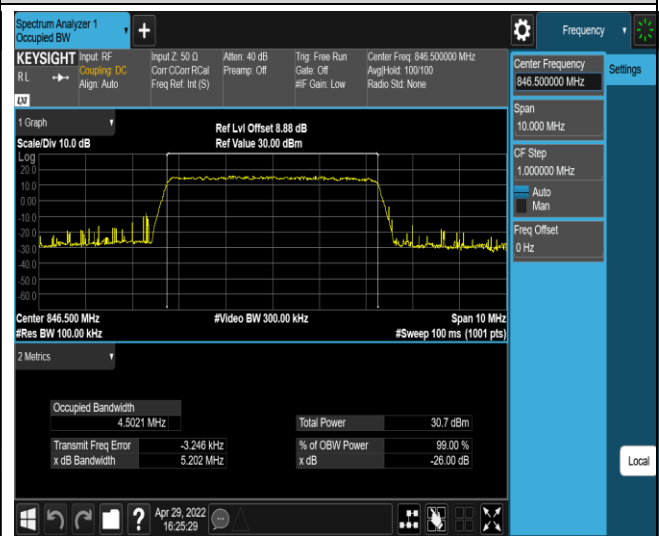 Spectrum Analyzer 1
Occupied BW
+
Frequency
KEYSIGHT
R L
LXI
Input: RF
Coupling: DC
Align: Auto
Input Z: 50 Ω
Corr CCorr RCal
Freq Ref: Int (S)
Atten: 40 dB
Preamp: Off
Trig: Free Run
Gate: Off
#IF Gain: Low
Center Freq: 846.500000 MHz
Avg|Hold: 100/100
Radio Std: None
Center Frequency
846.500000 MHz
Settings
Span
10.000 MHz
CF Step
1.000000 MHz
Auto
Man
Freq Offset
0 Hz
1 Graph
Scale/Div 10.0 dB
Ref Lvl Offset 8.88 dB
Ref Value 30.00 dBm
Log
20.0
10.0
0.00
-10.0
-20.0
-30.0
-40.0
-50.0
-60.0
Center 846.500 MHz
#Video BW 300.00 kHz
Span 10 MHz
#Res BW 100.00 kHz
#Sweep 100 ms (1001 pts)
2 Metrics
Occupied Bandwidth
4.5021 MHz
Total Power 30.7 dBm
Transmit Freq Error -3.246 kHz
% of OBW Power 99.00 %
x dB Bandwidth 5.202 MHz
x dB -26.00 dB
Local
?
Apr 29, 2022
16:25:29